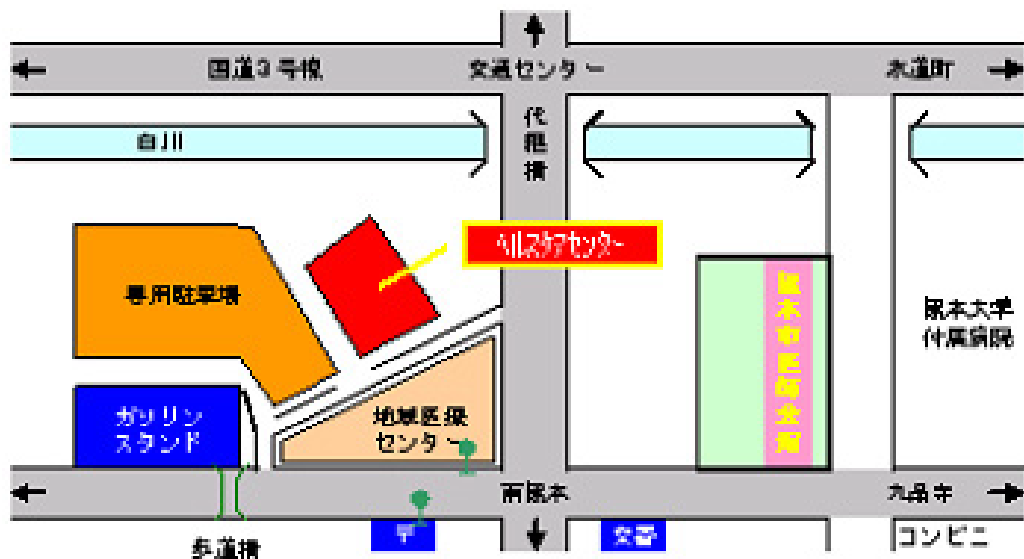 国道3号線
交通センター
水道町
代継橋
白川
ヘルスケアセンター
専用駐車場
熊本市医師会館
熊本大学
付属病院
ガソリン
スタンド
地域医療
センター
南熊本
九品寺
〒
交番
コンビニ
歩道橋